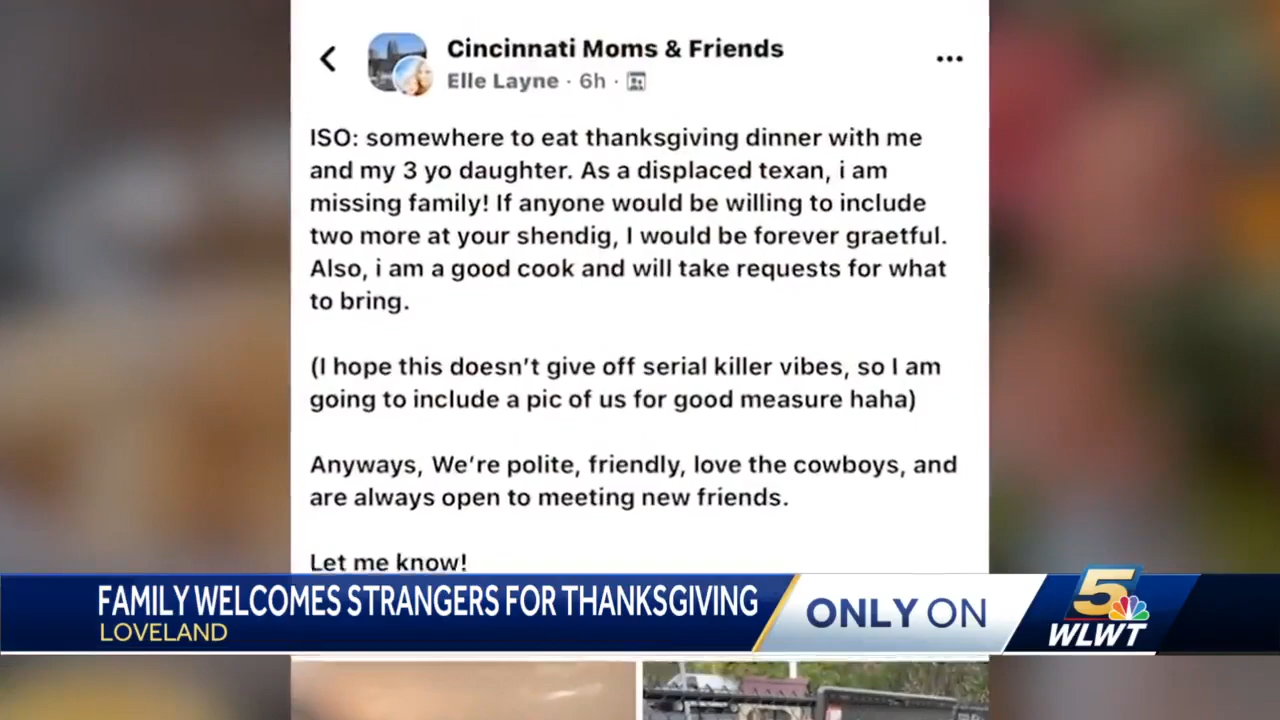 Cincinnati Moms & Friends
Elle Layne · 6h ·
ISO: somewhere to eat thanksgiving dinner with me
and my 3 yo daughter. As a displaced texan, i am
missing family! If anyone would be willing to include
two more at your shendig, I would be forever graetful.
Also, i am a good cook and will take requests for what
to bring.
(I hope this doesn't give off serial killer vibes, so I am
going to include a pic of us for good measure haha)
Anyways, We're polite, friendly, love the cowboys, and
are always open to meeting new friends.
Let me know!
FAMILY WELCOMES STRANGERS FOR THANKSGIVING
LOVELAND
ONLY ON
5
WLWT